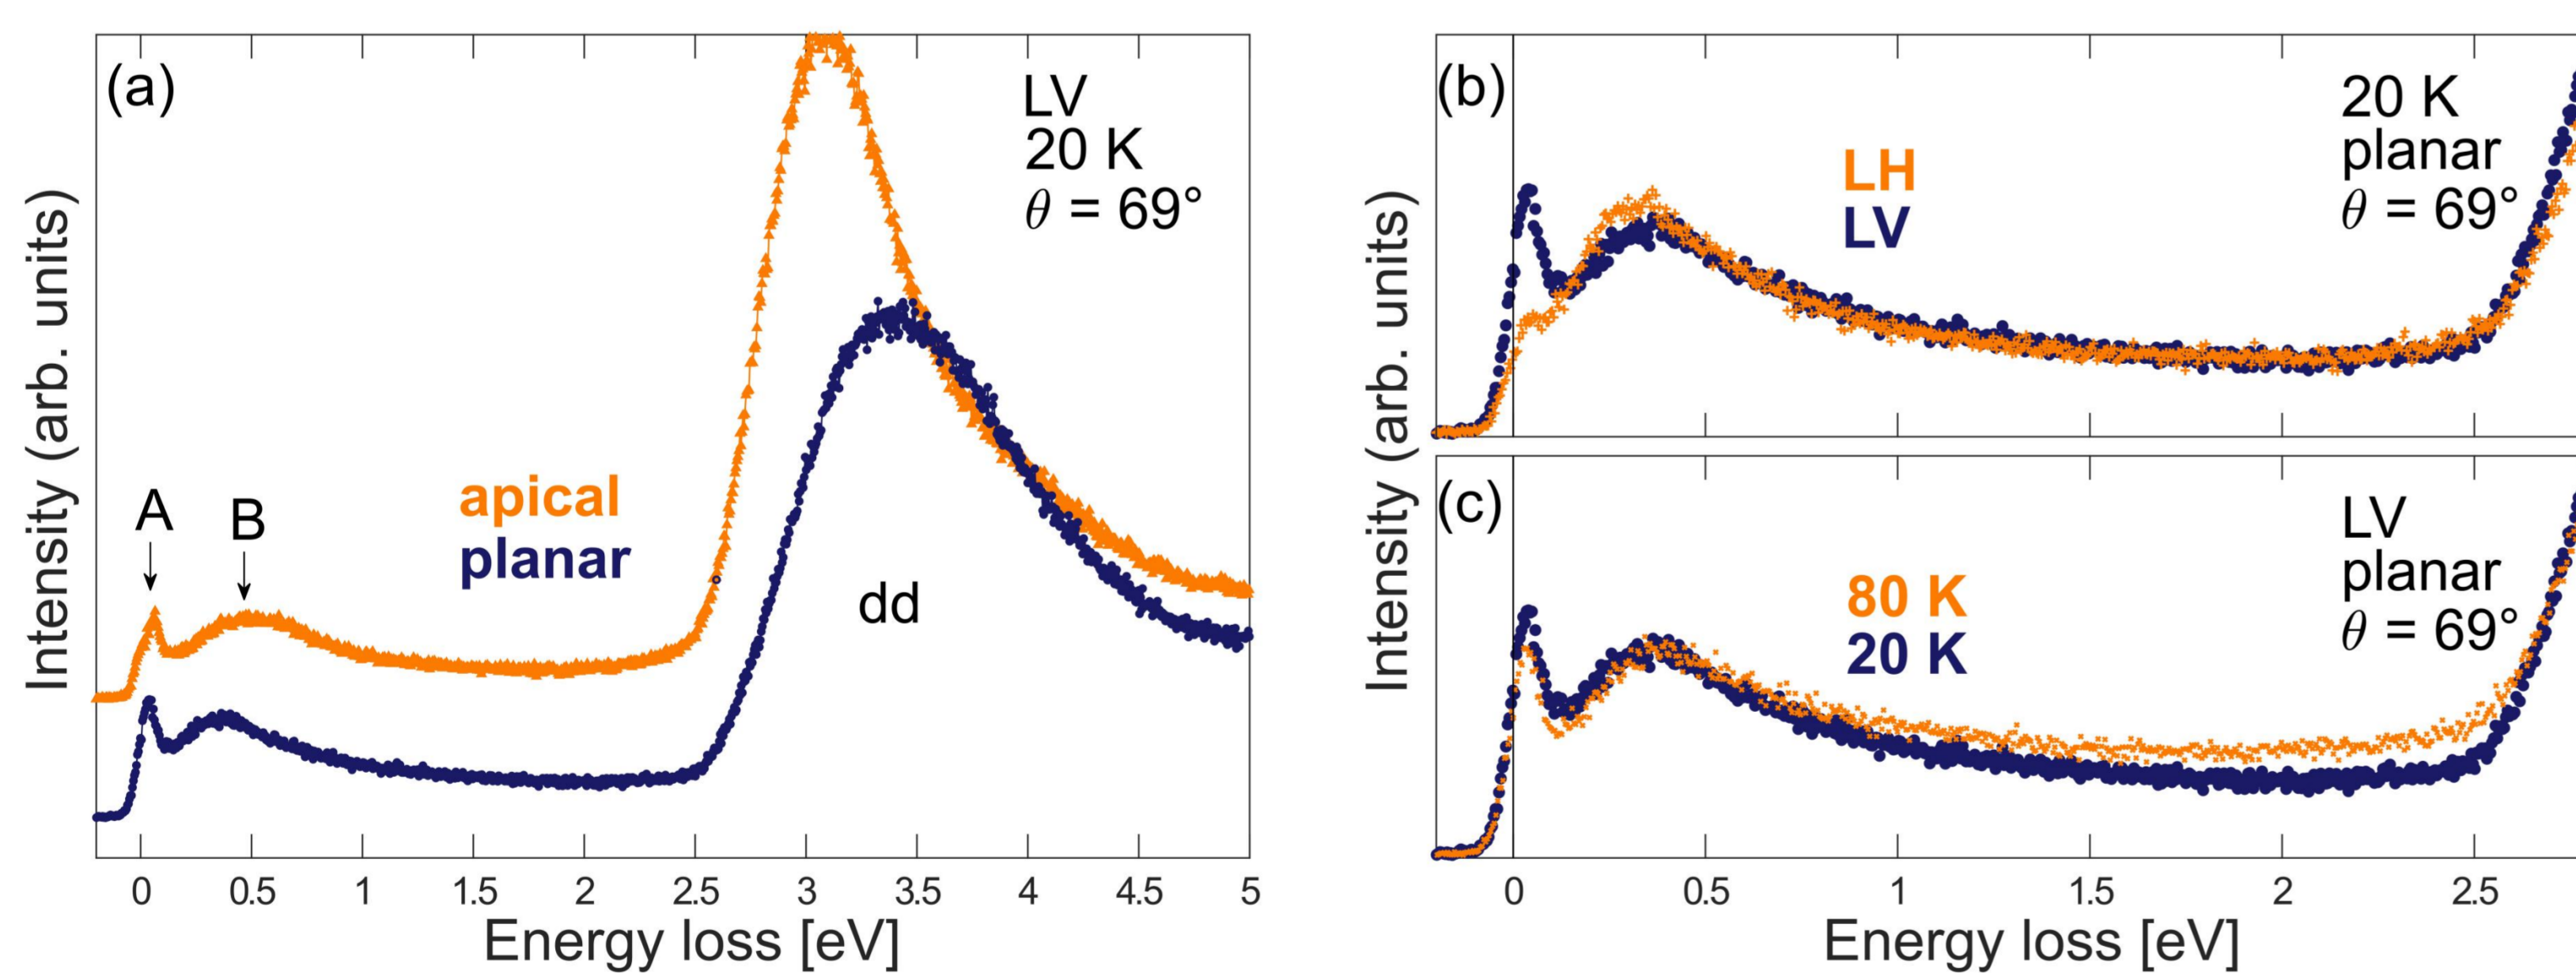 (a)
LV
20 K
θ = 69°
A
B
apical
planar
dd
Intensity (arb. units)
0 0.5 1 1.5 2 2.5 3 3.5 4 4.5 5
Energy loss [eV]
(b)
20 K
planar
θ = 69°
LH
LV
(c)
LV
planar
θ = 69°
80 K
20 K
Intensity (arb. units)
0 0.5 1 1.5 2 2.5
Energy loss [eV]